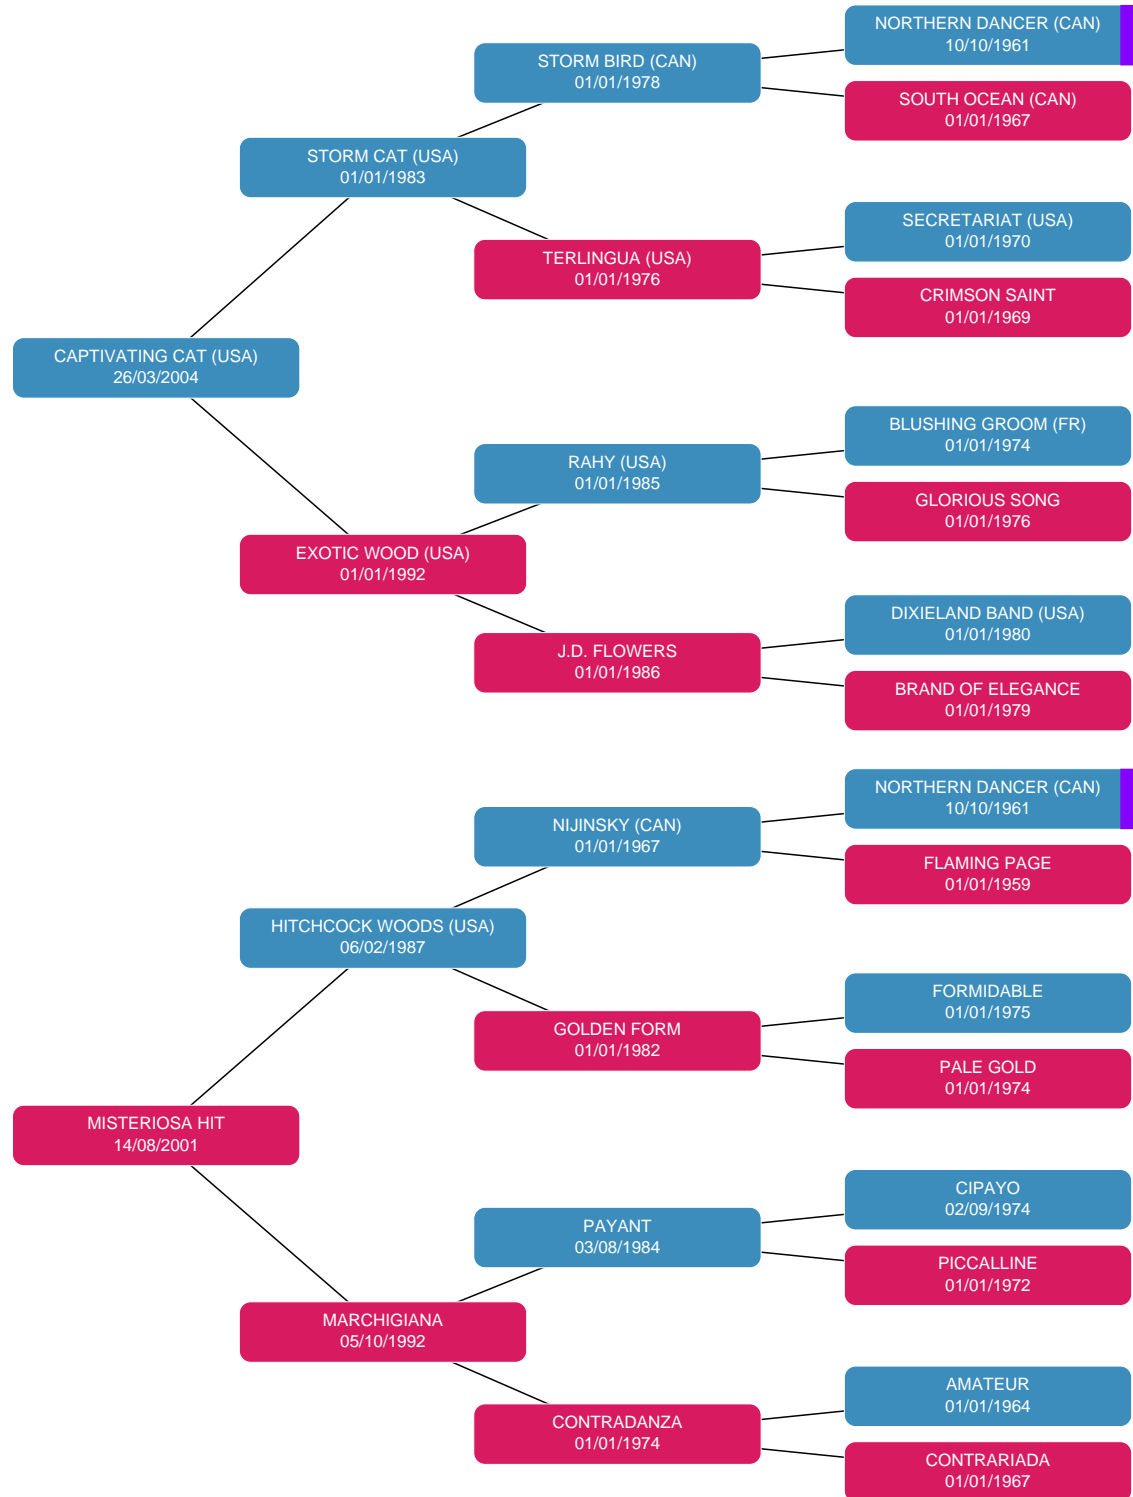 NORTHERN DANCER (CAN)
10/10/1961
STORM BIRD (CAN)
01/01/1978
SOUTH OCEAN (CAN)
01/01/1967
STORM CAT (USA)
01/01/1983
SECRETARIAT (USA)
01/01/1970
TERLINGUA (USA)
01/01/1976
CRIMSON SAINT
01/01/1969
CAPTIVATING CAT (USA)
26/03/2004
BLUSHING GROOM (FR)
01/01/1974
RAHY (USA)
01/01/1985
GLORIOUS SONG
01/01/1976
EXOTIC WOOD (USA)
01/01/1992
DIXIELAND BAND (USA)
01/01/1980
J.D. FLOWERS
01/01/1986
BRAND OF ELEGANCE
01/01/1979
NORTHERN DANCER (CAN)
10/10/1961
NIJINSKY (CAN)
01/01/1967
FLAMING PAGE
01/01/1959
HITCHCOCK WOODS (USA)
06/02/1987
FORMIDABLE
01/01/1975
GOLDEN FORM
01/01/1982
PALE GOLD
01/01/1974
MISTERIOSA HIT
14/08/2001
CIPAYO
02/09/1974
PAYANT
03/08/1984
PICCALLINE
01/01/1972
MARCHIGIANA
05/10/1992
AMATEUR
01/01/1964
CONTRADANZA
01/01/1974
CONTRARIADA
01/01/1967